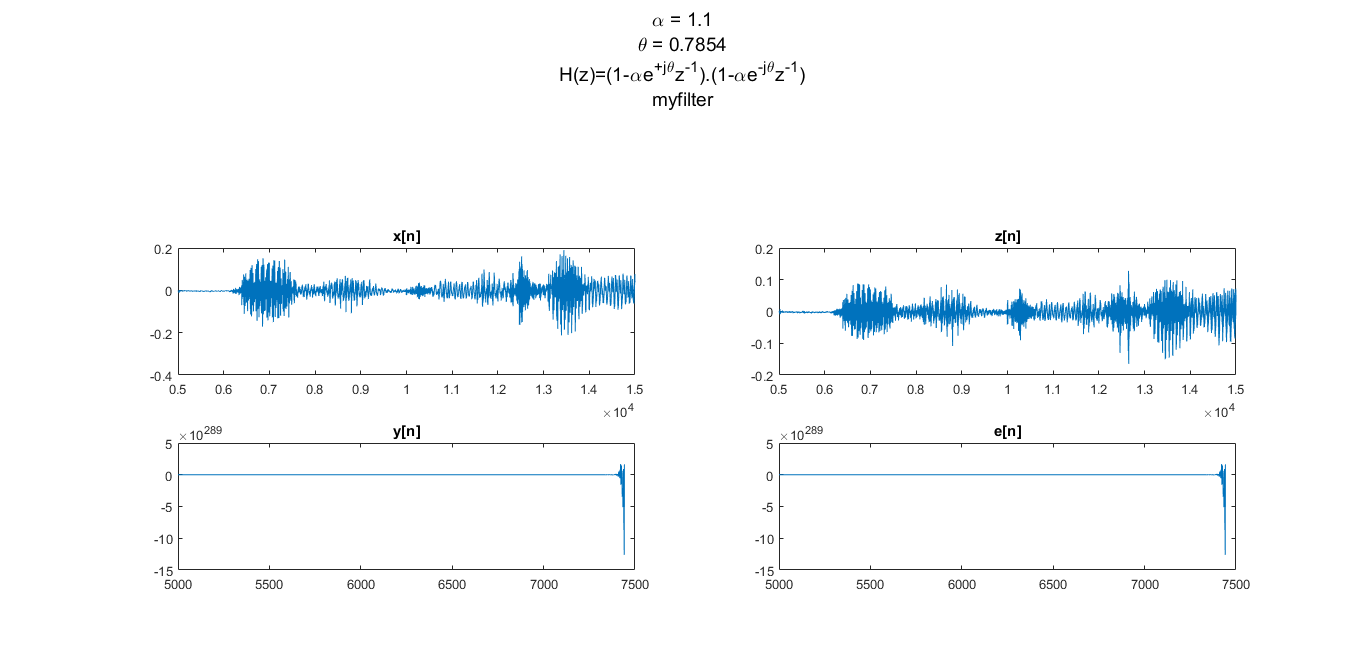 α = 1.1
θ = 0.7854
H(z)=(1-αe^{+jθ}z^{-1}).(1-αe^{-jθ}z^{-1})
myfilter
x[n]
0.2
0
-0.2
-0.4
0.5 0.6 0.7 0.8 0.9 1 1.1 1.2 1.3 1.4 1.5
×10^4
z[n]
0.2
0.1
0
-0.1
-0.2
0.5 0.6 0.7 0.8 0.9 1 1.1 1.2 1.3 1.4 1.5
×10^4
y[n]
×10^289
5
0
-5
-10
-15
5000 5500 6000 6500 7000 7500
e[n]
×10^289
5
0
-5
-10
-15
5000 5500 6000 6500 7000 7500